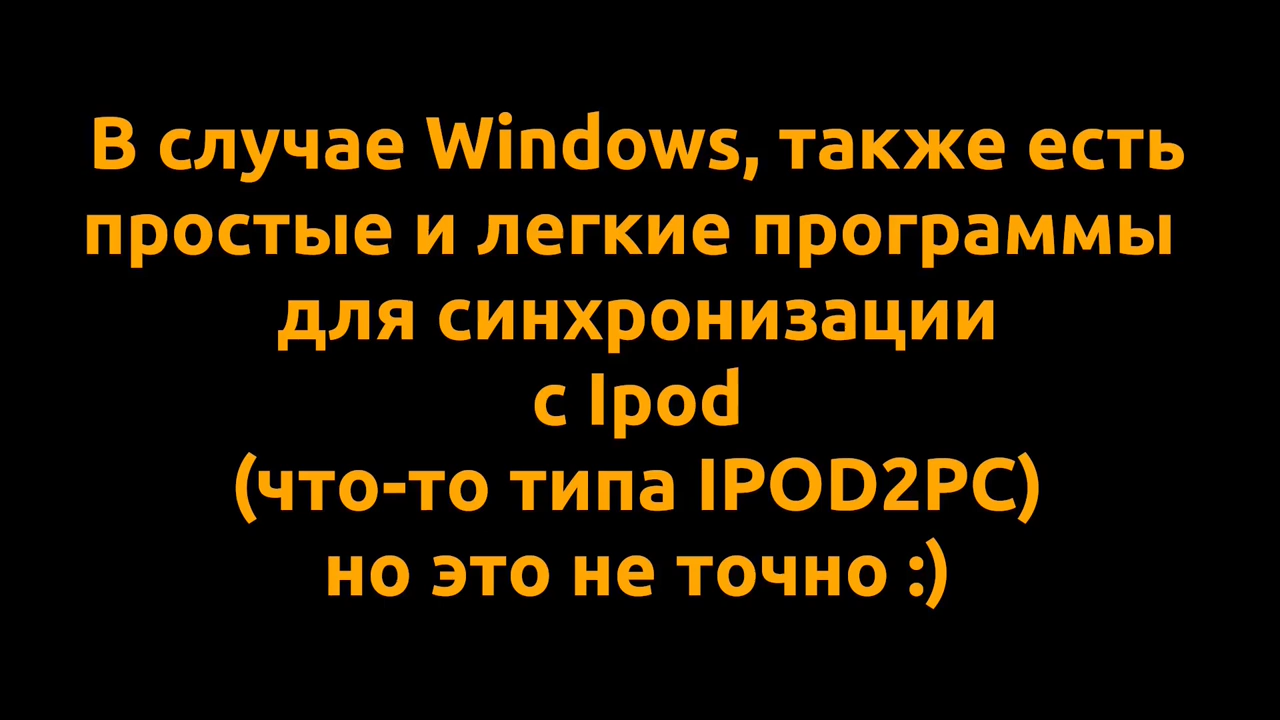 В случае Windows, также есть
простые и легкие программы
для синхронизации
с Ipod
(что-то типа IPOD2PC)
но это не точно :)